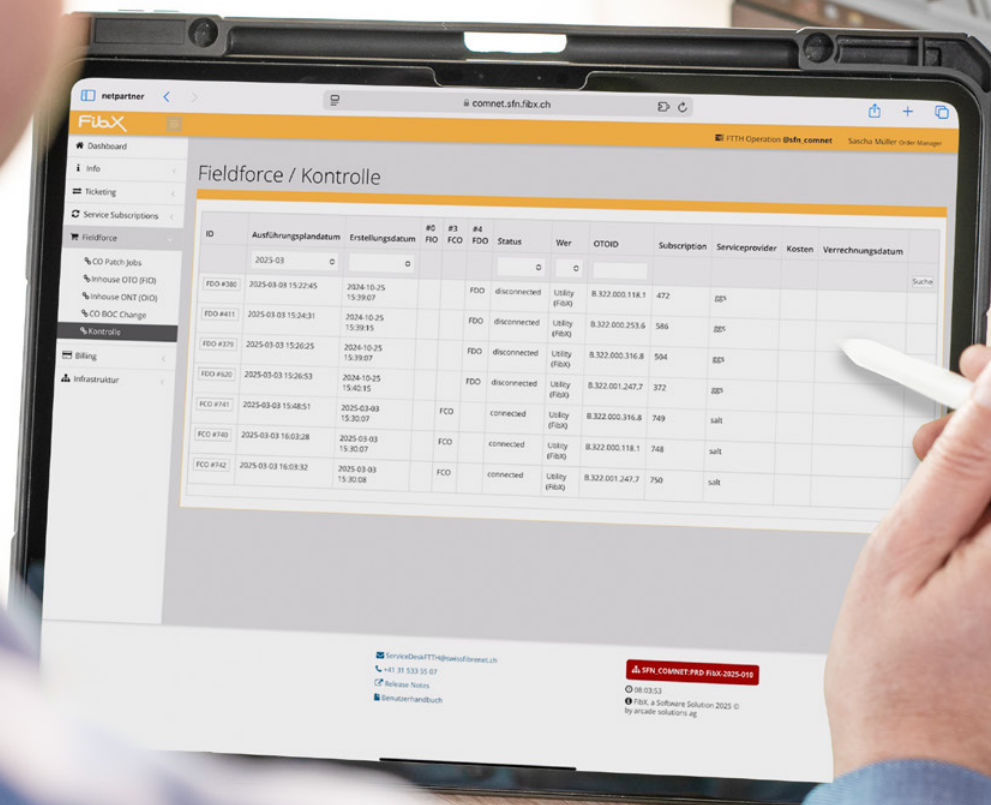 netpartner
comnet.sfn.fibx.ch
FibX
FTTH Operation @sfn_comnet Sascha Müller Order Manager
Dashboard
Info
Ticketing
Service Subscriptions
Fieldforce
CO Patch Jobs
Inhouse OTO (FIO)
Inhouse ONT (OIO)
CO BOC Change
Kontrolle
Billing
Infrastruktur
Fieldforce / Kontrolle
ID Ausführungsplandatum Erstellungsdatum #0 FIO #3 FCO #4 FDO Status Wer OTOID Subscription Serviceprovider Kosten Verrechnungsdatum
2025-03
Suche
FDO #380 2025-03-03 15:22:45 2024-10-25 15:39:07 FDO disconnected Utility (FibX) B.322.000.118.1 472 ggs
FDO #411 2025-03-03 15:24:31 2024-10-25 15:39:15 FDO disconnected Utility (FibX) B.322.000.253.6 586 ggs
FDO #379 2025-03-03 15:26:25 2024-10-25 15:39:07 FDO disconnected Utility (FibX) B.322.000.316.8 504 ggs
FDO #620 2025-03-03 15:26:53 2024-10-25 15:40:15 FDO disconnected Utility (FibX) B.322.001.247.7 372 ggs
FCO #741 2025-03-03 15:48:51 2025-03-03 15:30:07 FCO connected Utility (FibX) B.322.000.316.8 749 salt
FCO #740 2025-03-03 16:03:28 2025-03-03 15:30:07 FCO connected Utility (FibX) B.322.000.118.1 748 salt
FCO #742 2025-03-03 16:03:32 2025-03-03 15:30:08 FCO connected Utility (FibX) B.322.001.247.7 750 salt
ServiceDeskFTTH@swissfibrenet.ch
+41 31 533 55 07
Release Notes
Benutzerhandbuch
SFN_COMNET:PRD FibX-2025-010
08:03:53
FibX, a Software Solution 2025 ©
by arcade solutions ag